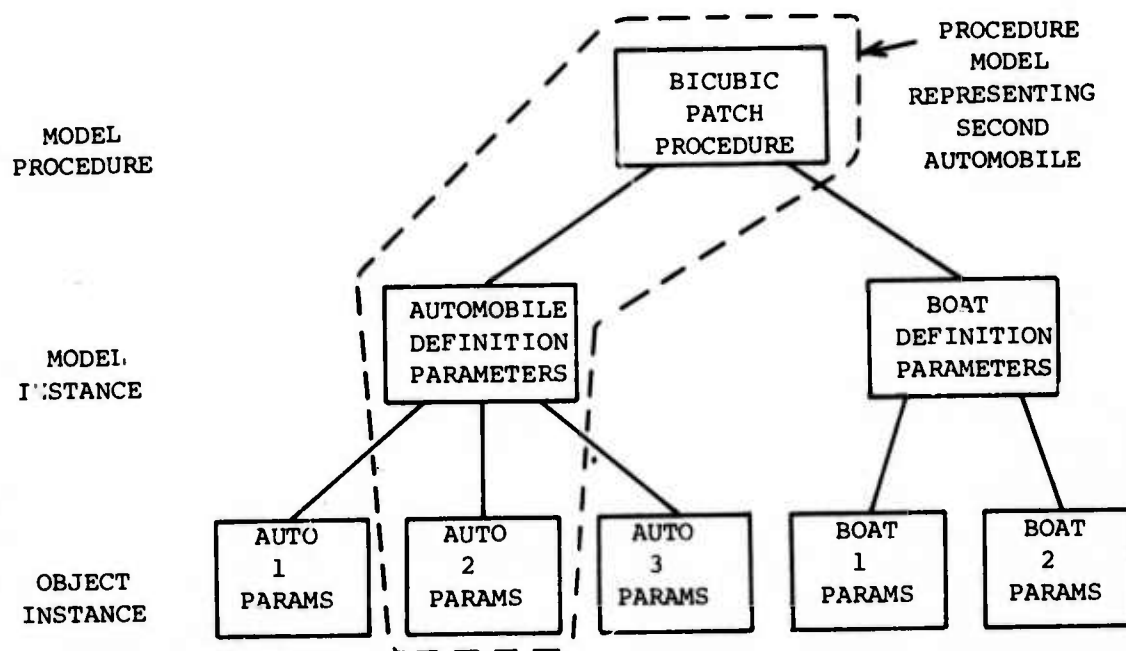 PROCEDURE
MODEL
REPRESENTING
SECOND
AUTOMOBILE
BICUBIC
PATCH
PROCEDURE
MODEL
PROCEDURE
AUTOMOBILE
DEFINITION
PARAMETERS
BOAT
DEFINITION
PARAMETERS
MODEL
AUTO
1
PARAMS
AUTO
2
PARAMS
AUTO
3
PARAMS
BOAT
1
PARAMS
BOAT
2
PARAMS
OBJECT
INSTANCE